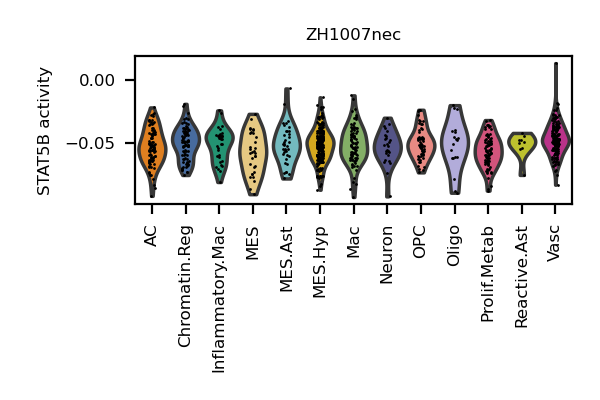 ZH1007nec
STAT5B activity
0.00
−0.05
AC
Chromatin.Reg
Inflammatory.Mac
MES
MES.Ast
MES.Hyp
Mac
Neuron
OPC
Oligo
Prolif.Metab
Reactive.Ast
Vasc